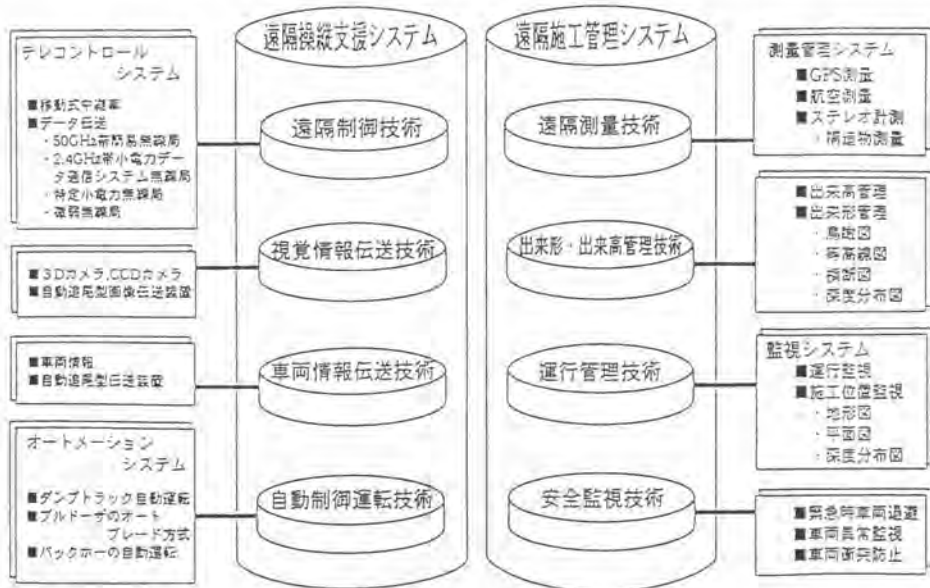 遠隔操縦支援システム
遠隔制御技術
視覚情報伝送技術
車両情報伝送技術
自動制御運転技術
遠隔施工管理システム
遠隔測量技術
出来形・出来高管理技術
運行管理技術
安全監視技術
テレコントロール
システム
■移動式中継車
■データ伝送
・50GHz帯簡易無線局
・2.4GHz帯小電力デー
タ通信システム無線局
・特定小電力無線局
・微弱無線局
■3Dカメラ,CCDカメラ
■自動追尾型画像伝送装置
■車両情報
■自動追尾型伝送装置
オートメーション
システム
■ダンプトラック自動運転
■ブルドーザのオート
ブレード方式
■バックホーの自動運転
測量管理システム
■GPS測量
■航空測量
■ステレオ計測
・構造物測量
■出来高管理
■出来形管理
・鳥瞰図
・等高線図
・横断図
・深度分布図
監視システム
■運行監視
■施工位置監視
・地形図
・平面図
・深度分布図
■緊急時車両退避
■車両異常監視
■車両衝突防止